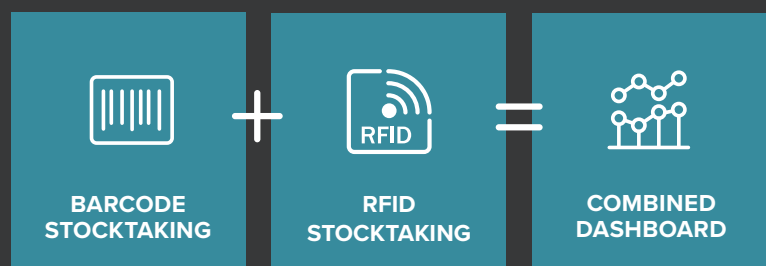 BARCODE
STOCKTAKING
+
RFID
RFID
STOCKTAKING
=
COMBINED
DASHBOARD